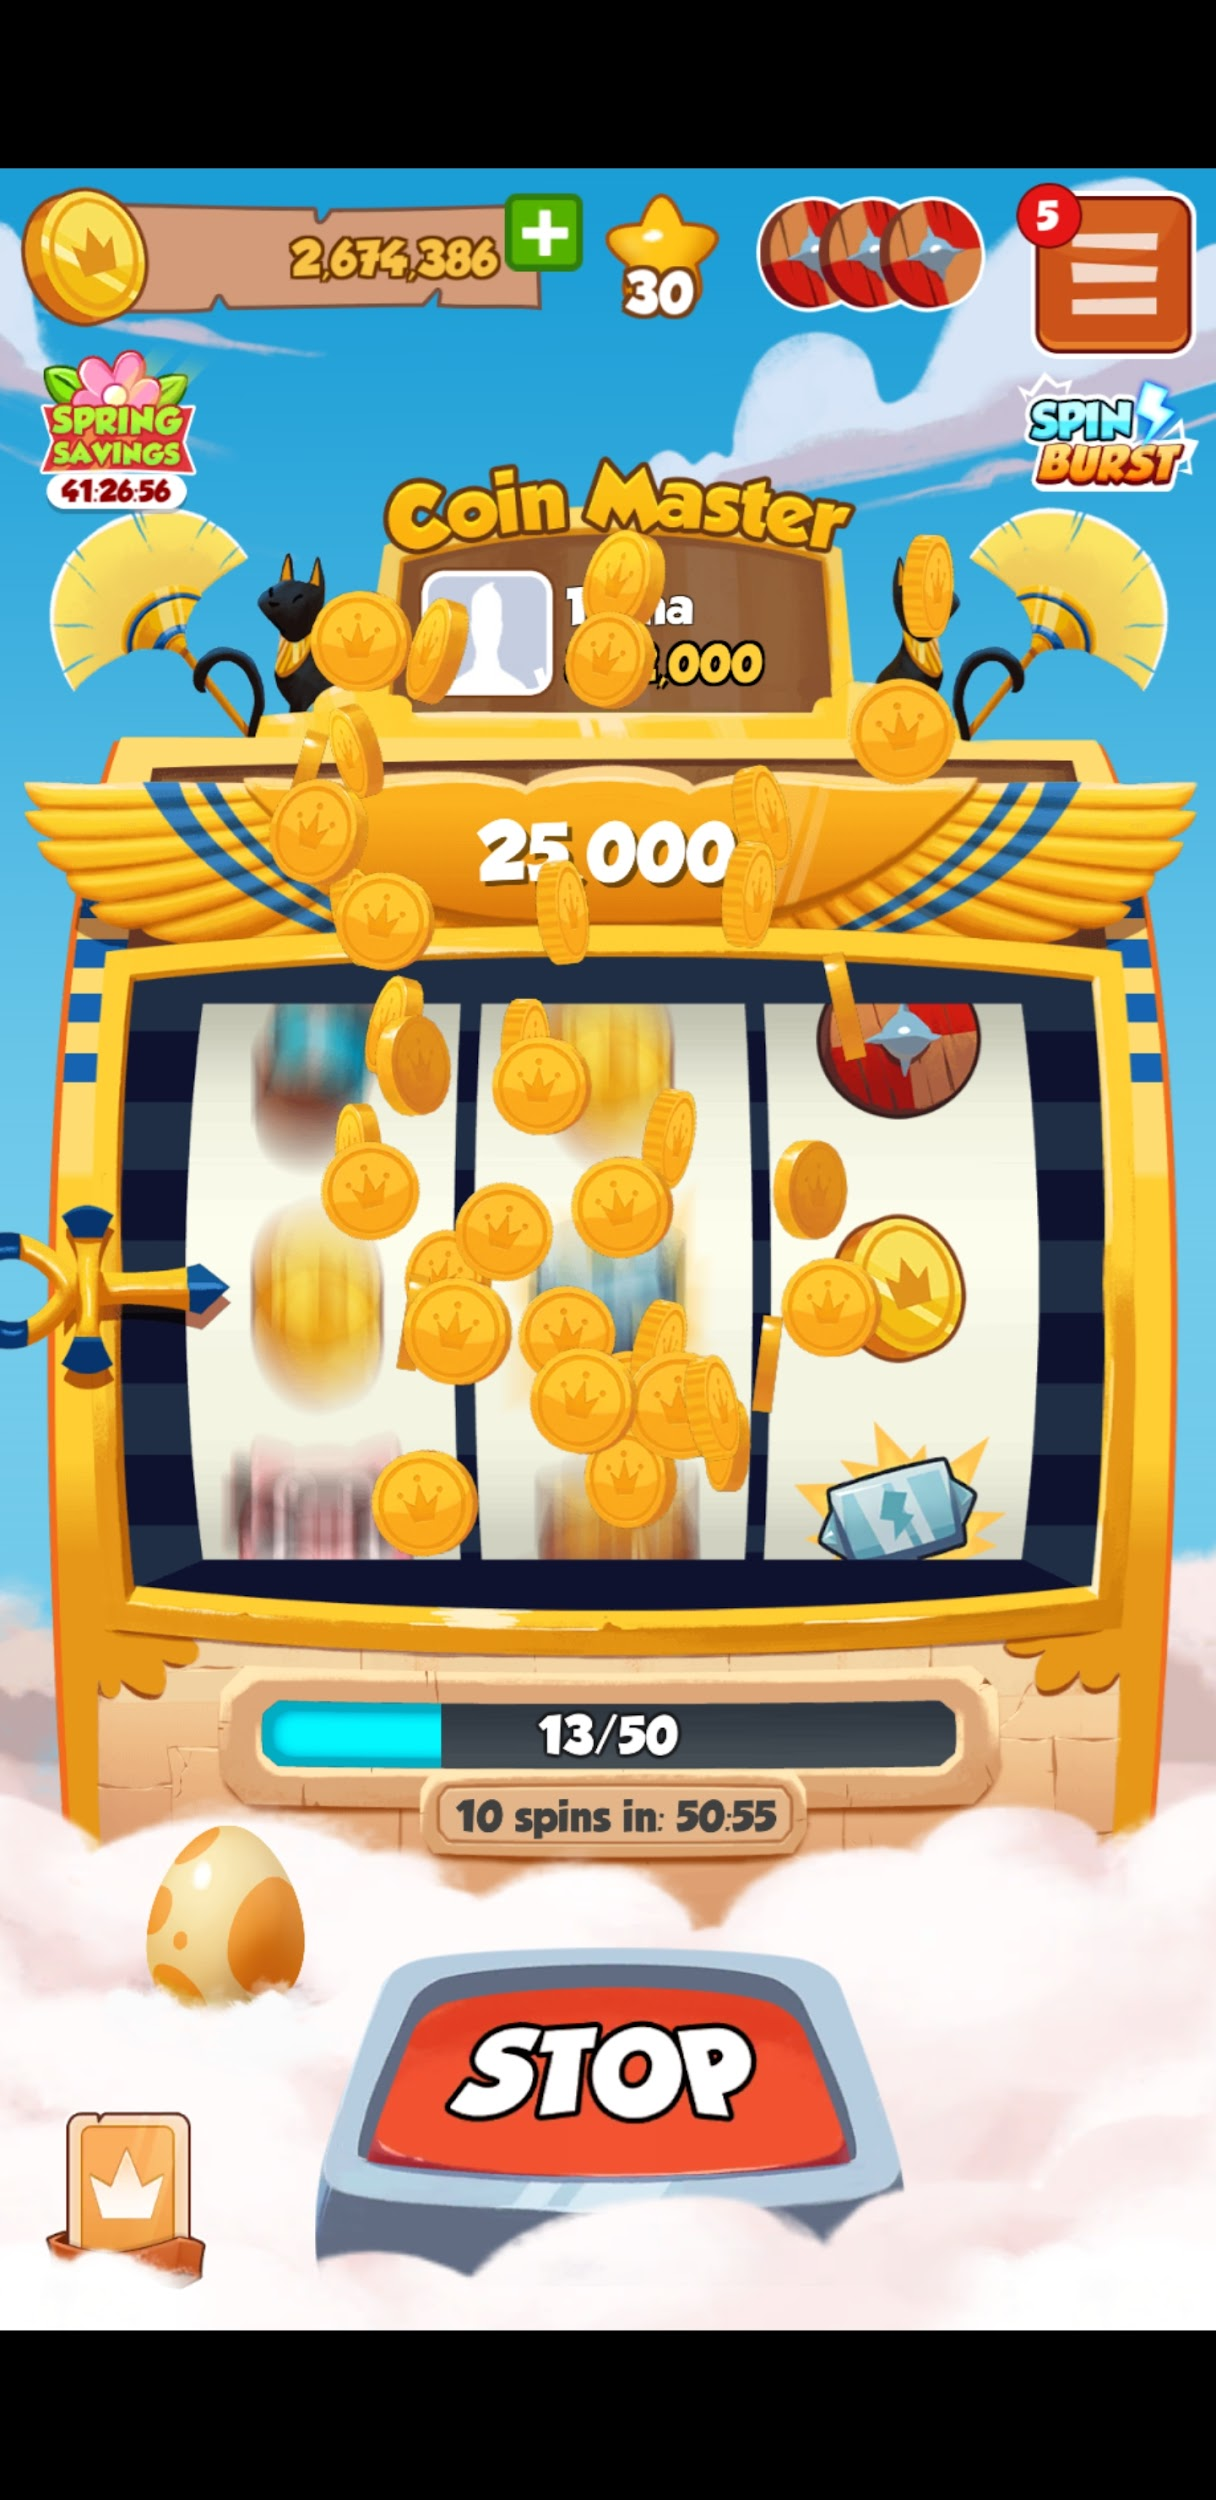 2,674,386
30
5
SPRING
SAVINGS
41:26:56
SPIN
BURST
Coin Master
,000
25 000
13/50
10 spins in: 50:55
STOP